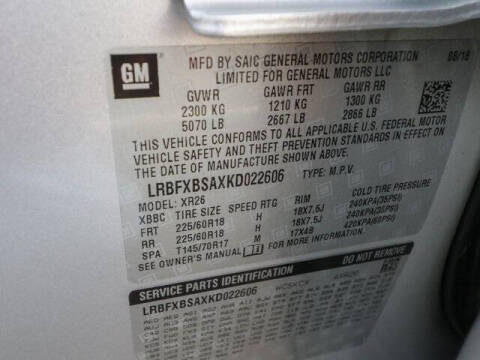 GM
MFD BY SAIC GENERAL MOTORS CORPORATION 08/18
LIMITED FOR GENERAL MOTORS LLC
GVWR GAWR FRT GAWR RR
2300 KG 1210 KG 1300 KG
5070 LB 2667 LB 2866 LB
THIS VEHICLE CONFORMS TO ALL APPLICABLE U.S. FEDERAL MOTOR
VEHICLE SAFETY AND THEFT PREVENTION STANDARDS IN EFFECT ON
THE DATE OF MANUFACTURE SHOWN ABOVE.
LRBFXBSAXKD022606 TYPE: M.P.V.
MODEL: XR26
XBBC TIRE SIZE SPEED RTG RIM COLD TIRE PRESSURE
FRT 225/60R18 H 18X7.5J 240KPA(35PSI)
RR 225/60R18 H 18X7.5J 240KPA(35PSI)
SPA T145/70R17 M 17X4B 420KPA(60PSI)
SEE OWNER'S MANUAL FOR MORE INFORMATION
SERVICE PARTS IDENTIFICATION DO NOT REMOVE
LRBFXBSAXKD022606